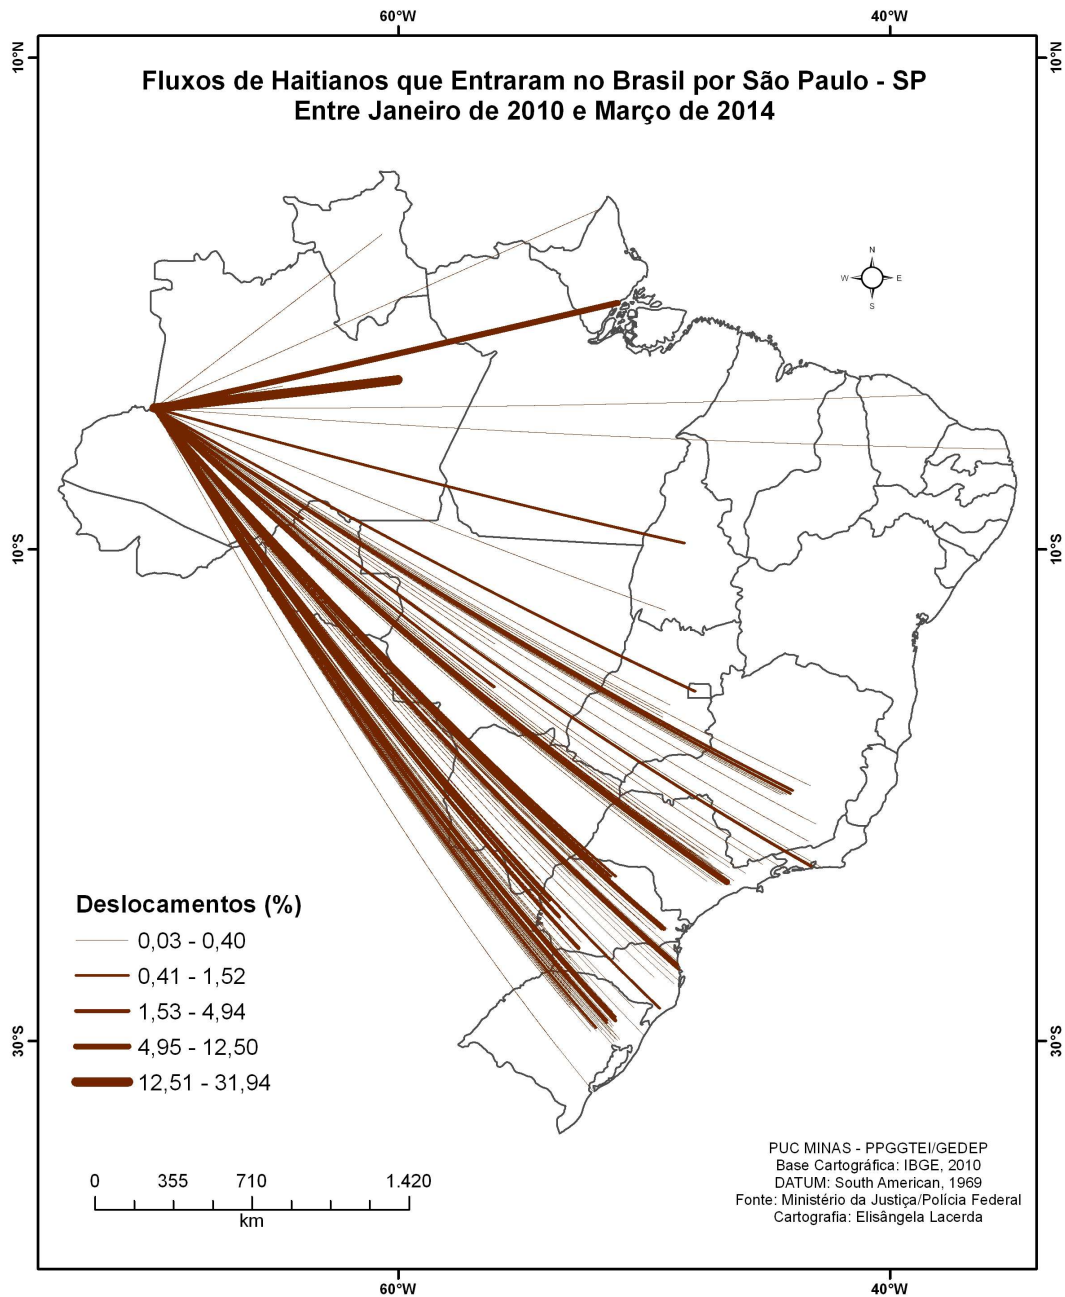 60°W
40°W
10°N
10°N
Fluxos de Haitianos que Entraram no Brasil por São Paulo - SP
Entre Janeiro de 2010 e Março de 2014
N
W
E
S
10°S
10°S
Deslocamentos (%)
0,03 - 0,40
0,41 - 1,52
1,53 - 4,94
4,95 - 12,50
12,51 - 31,94
30°S
30°S
0 355 710 1.420
km
PUC MINAS - PPGGTEI/GEDEP
Base Cartográfica: IBGE, 2010
DATUM: South American, 1969
Fonte: Ministério da Justiça/Polícia Federal
Cartografia: Elisângela Lacerda
60°W
40°W